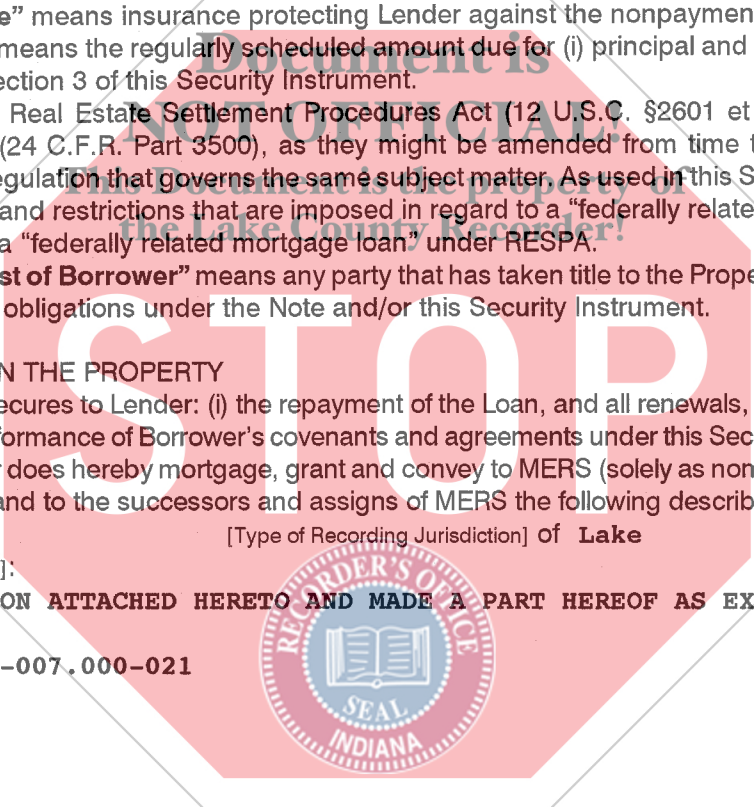 e” means insurance protecting Lender against the nonpaymen
means the regularly scheduled amount due for (i) principal and
Document is
ection 3 of this Security Instrument.
Real Estate Settlement Procedures Act (12 U.S.C. §2601 et
NOT OFFICIAL!
(24 C.F.R. Part 3500), as they might be amended from time t
egulation that governs the same subject matter. As used in this S
This Document is the property of
and restrictions that are imposed in regard to a “federally relate
the Lake County Recorder!
a “federally related mortgage loan” under RESPA.
st of Borrower” means any party that has taken title to the Prope
obligations under the Note and/or this Security Instrument.
STOP
N THE PROPERTY
ecures to Lender: (i) the repayment of the Loan, and all renewals,
formance of Borrower’s covenants and agreements under this Sec
r does hereby mortgage, grant and convey to MERS (solely as non
and to the successors and assigns of MERS the following describ
[Type of Recording Jurisdiction] of Lake
]:
ON ATTACHED HERETO AND MADE A PART HEREOF AS EX
-007.000-021
RECORDER'S OFFICE
SEAL
INDIANA